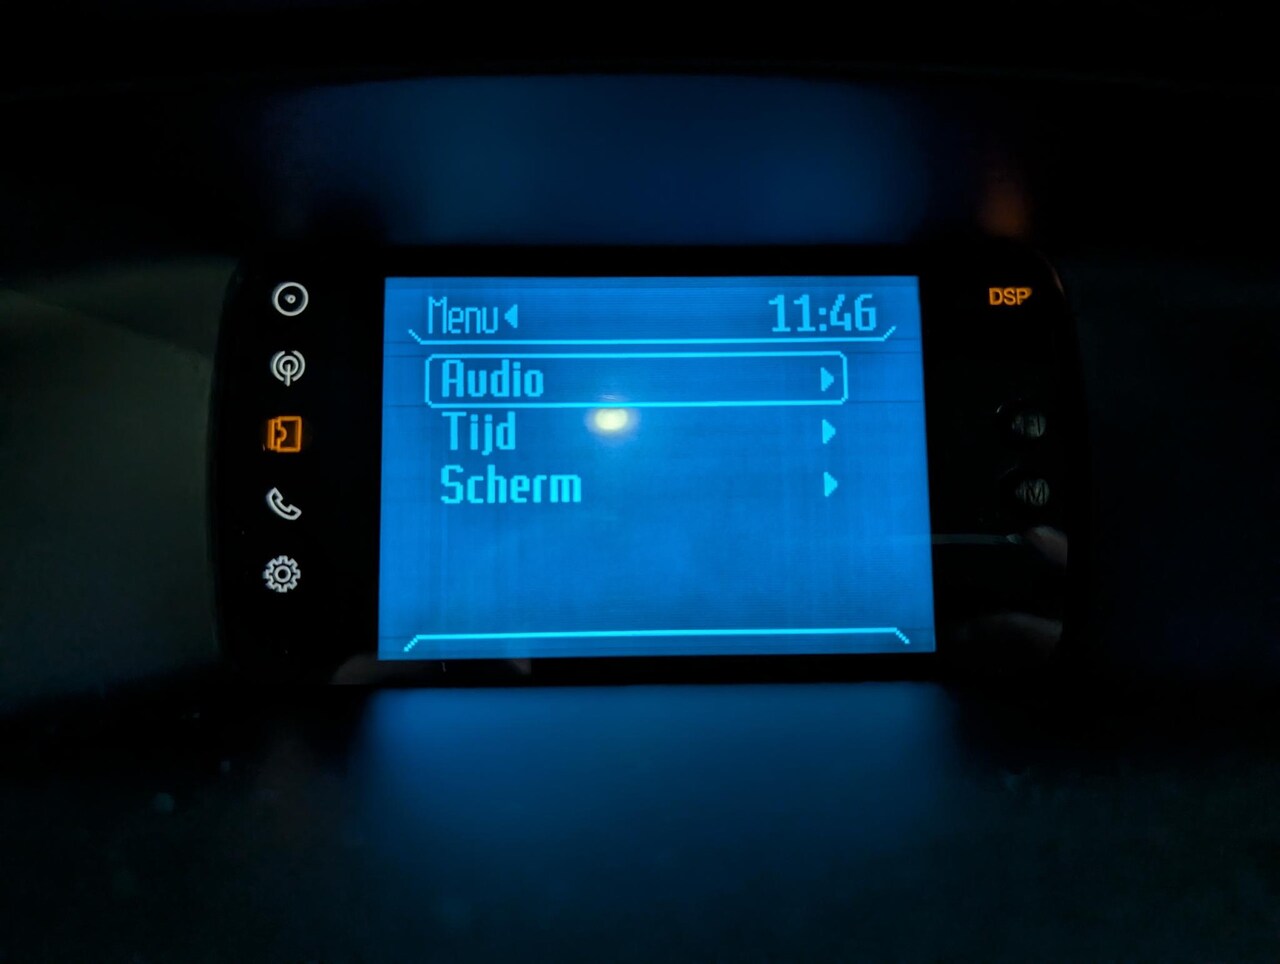 Menu
11:46
DSP
Audio
Tijd
Scherm